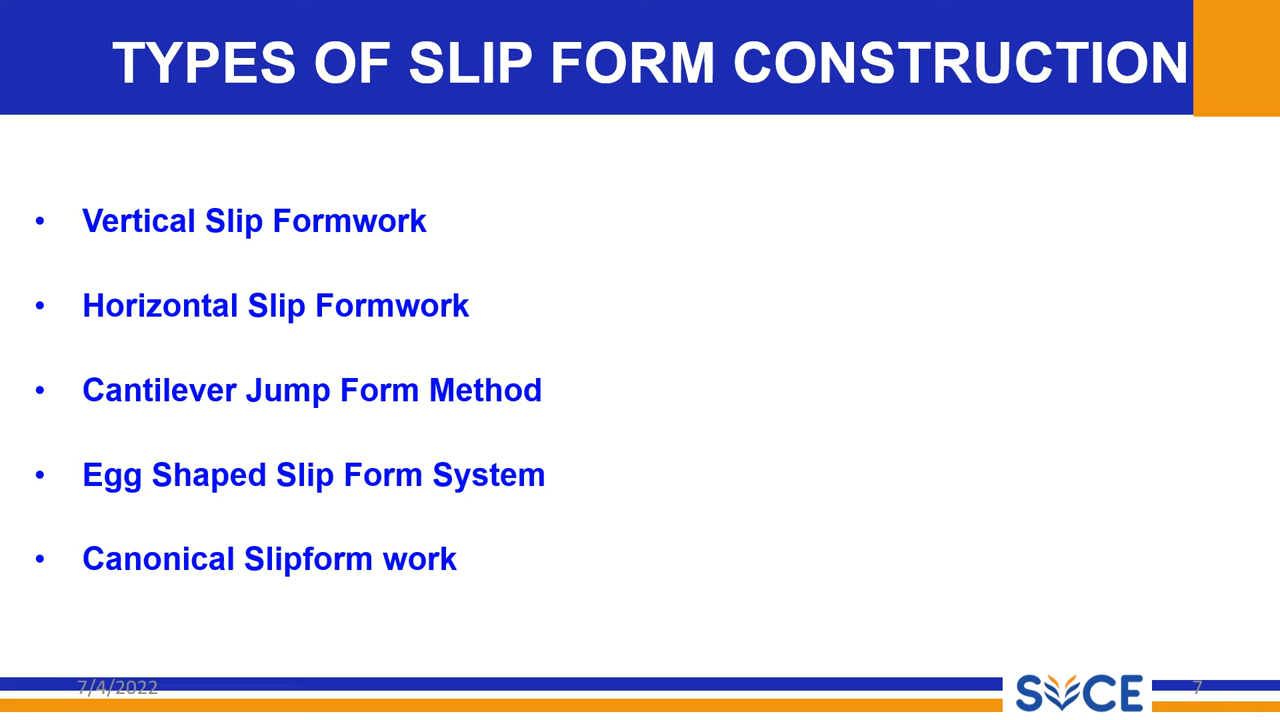 TYPES OF SLIP FORM CONSTRUCTION
• Vertical Slip Formwork
• Horizontal Slip Formwork
• Cantilever Jump Form Method
• Egg Shaped Slip Form System
• Canonical Slipform work
7/4/2022
SVCE
7